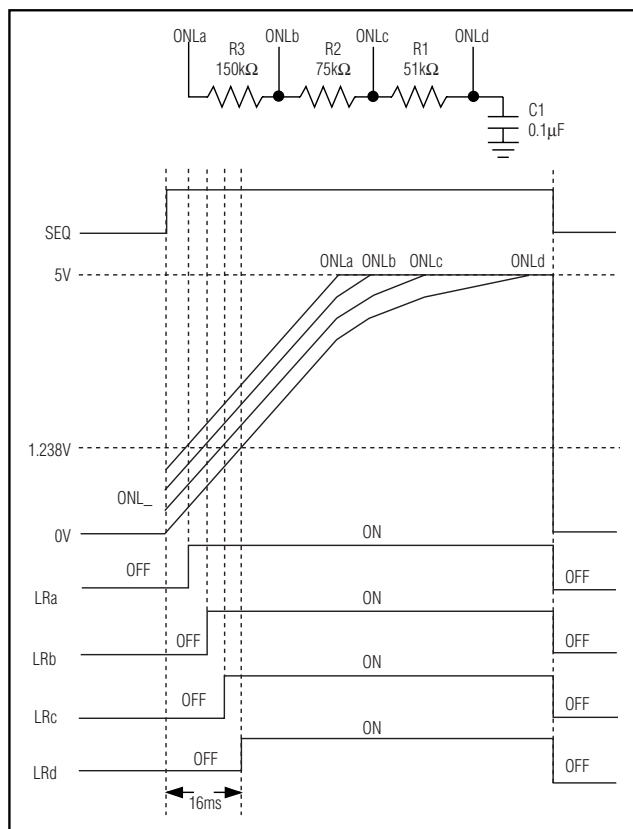 ONLa ONLb ONLc ONLd
R3 R2 R1
150kΩ 75kΩ 51kΩ
C1
0.1µF
SEQ
ONLa ONLb ONLc ONLd
5V
1.238V
ONL_
0V
ON
OFF OFF
LRa
ON
OFF OFF
LRb
ON
OFF OFF
LRc
ON
OFF OFF
LRd
16ms